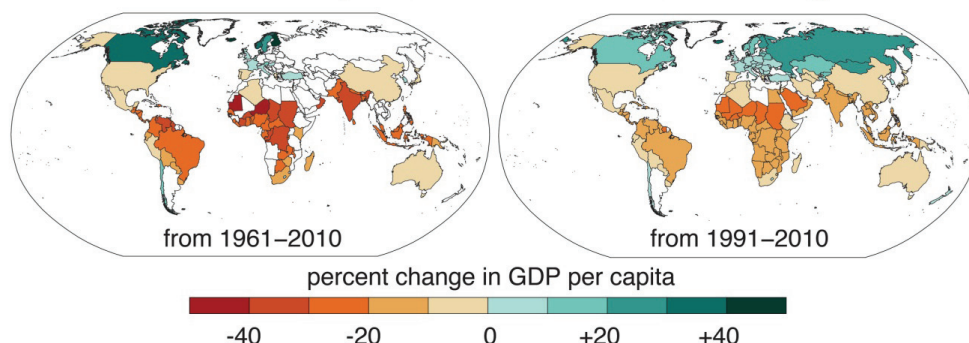 from 1961–2010
from 1991–2010
percent change in GDP per capita
-40 -20 0 +20 +40